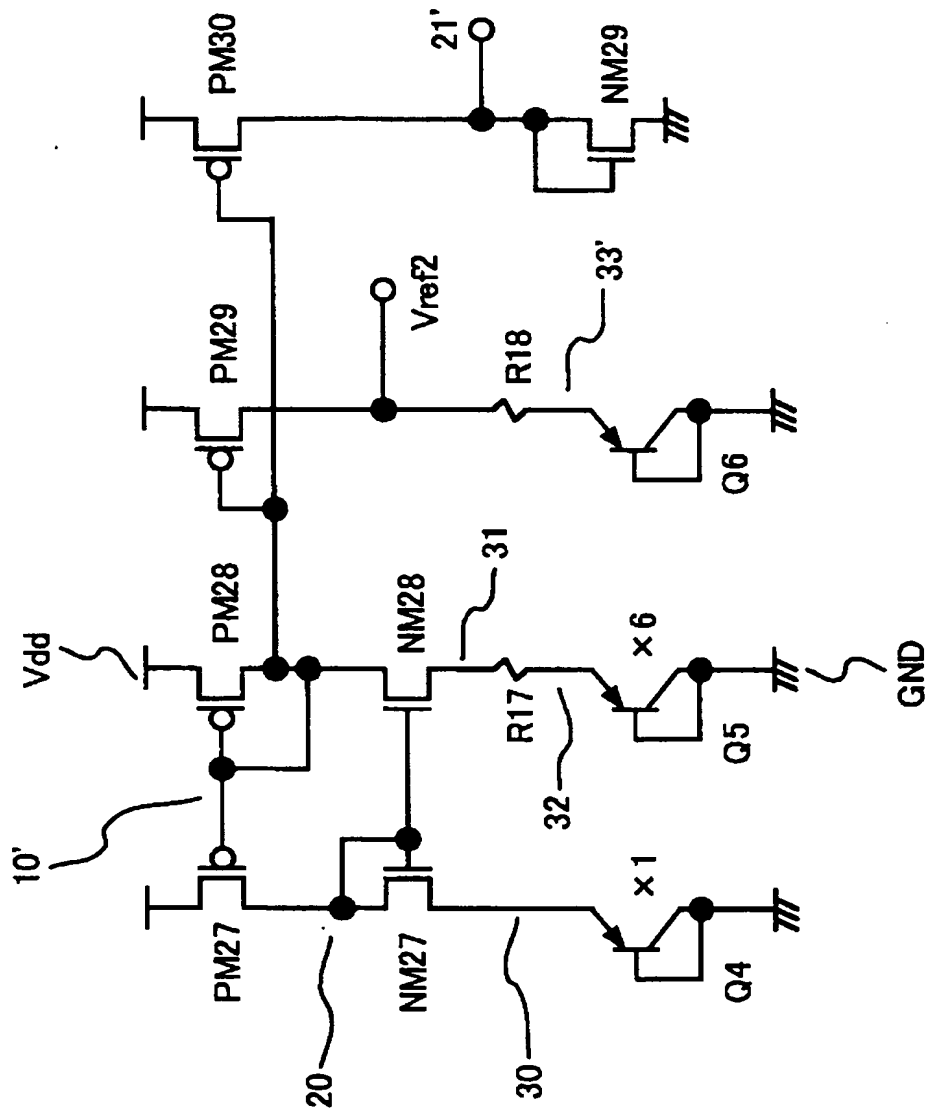 Vdd
10'
PM27
PM28
PM29
PM30
20
NM27
NM28
31
Vref2
21'
30
32
R17
R18
33'
NM29
×1
×6
Q4
Q5
Q6
GND